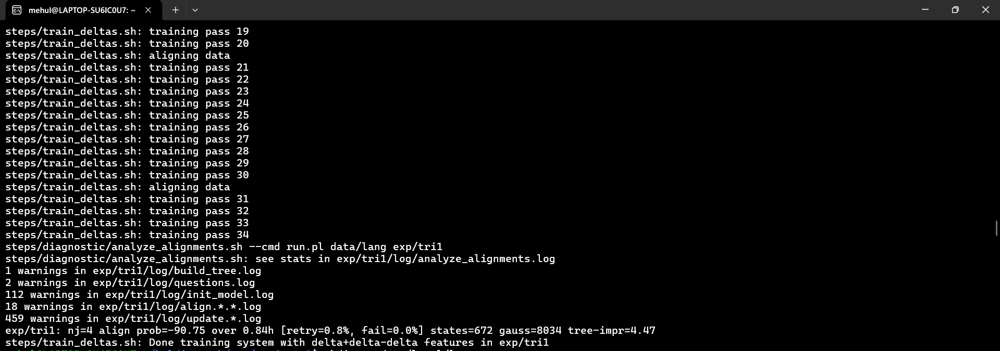 mehul@LAPTOP-SU6IC0U7: ~
steps/train_deltas.sh: training pass 19
steps/train_deltas.sh: training pass 20
steps/train_deltas.sh: aligning data
steps/train_deltas.sh: training pass 21
steps/train_deltas.sh: training pass 22
steps/train_deltas.sh: training pass 23
steps/train_deltas.sh: training pass 24
steps/train_deltas.sh: training pass 25
steps/train_deltas.sh: training pass 26
steps/train_deltas.sh: training pass 27
steps/train_deltas.sh: training pass 28
steps/train_deltas.sh: training pass 29
steps/train_deltas.sh: training pass 30
steps/train_deltas.sh: aligning data
steps/train_deltas.sh: training pass 31
steps/train_deltas.sh: training pass 32
steps/train_deltas.sh: training pass 33
steps/train_deltas.sh: training pass 34
steps/diagnostic/analyze_alignments.sh --cmd run.pl data/lang exp/tri1
steps/diagnostic/analyze_alignments.sh: see stats in exp/tri1/log/analyze_alignments.log
1 warnings in exp/tri1/log/build_tree.log
2 warnings in exp/tri1/log/questions.log
112 warnings in exp/tri1/log/init_model.log
18 warnings in exp/tri1/log/align.*.*.log
459 warnings in exp/tri1/log/update.*.log
exp/tri1: nj=4 align prob=-90.75 over 0.84h [retry=0.8%, fail=0.0%] states=672 gauss=8034 tree-impr=4.47
steps/train_deltas.sh: Done training system with delta+delta-delta features in exp/tri1